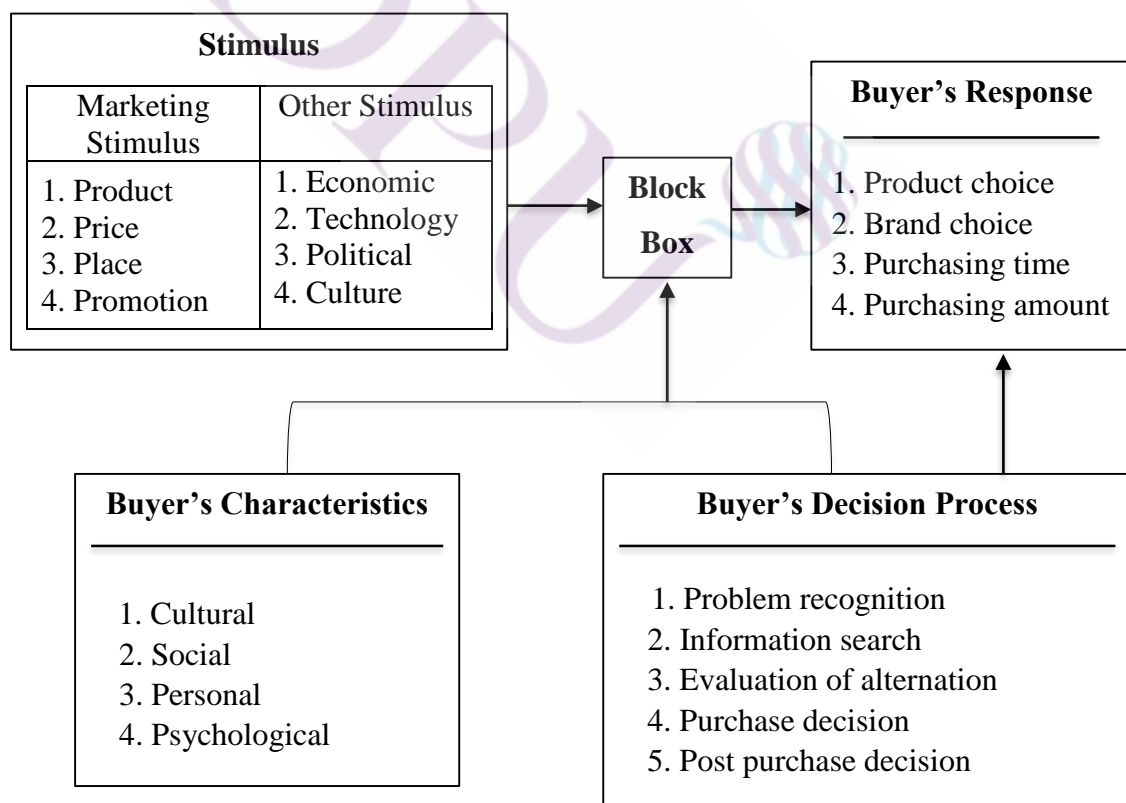 Stimulus
Marketing
Stimulus
1. Product
2. Price
3. Place
4. Promotion
Other Stimulus
1. Economic
2. Technology
3. Political
4. Culture
Block
Box
Buyer’s Response
1. Product choice
2. Brand choice
3. Purchasing time
4. Purchasing amount
Buyer’s Characteristics
1. Cultural
2. Social
3. Personal
4. Psychological
Buyer’s Decision Process
1. Problem recognition
2. Information search
3. Evaluation of alternation
4. Purchase decision
5. Post purchase decision